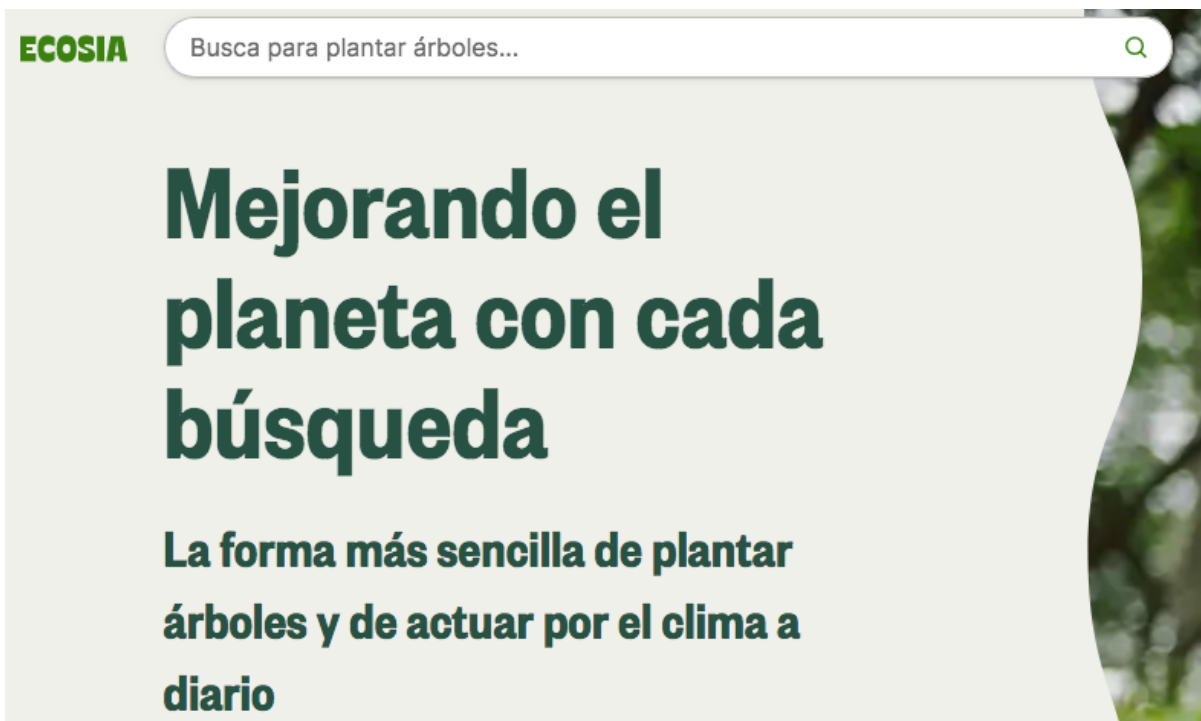 ECOSIA
Busca para plantar árboles...
Mejorando el
planeta con cada
búsqueda
La forma más sencilla de plantar
árboles y de actuar por el clima a
diario